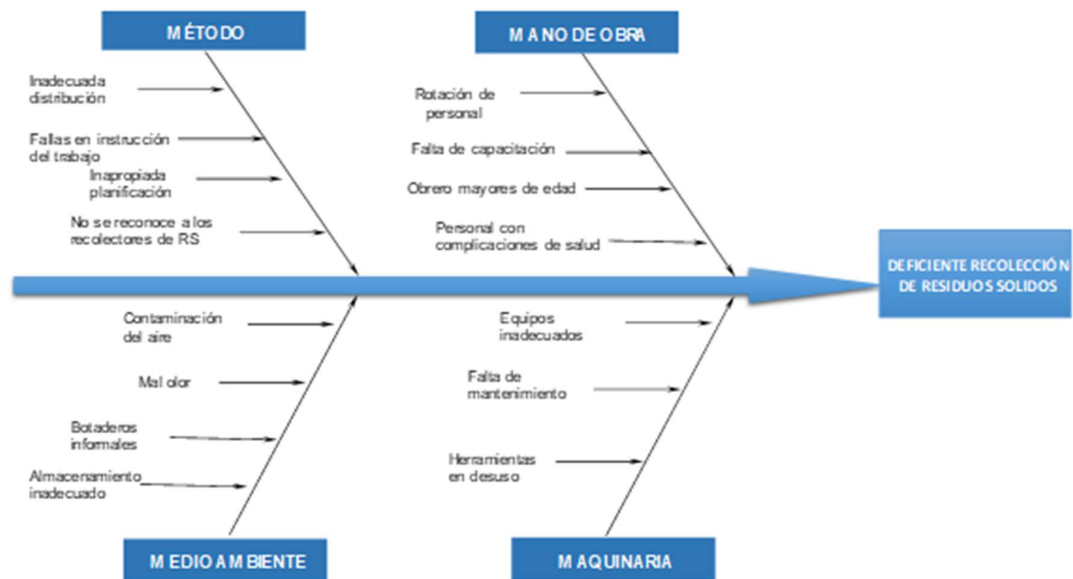 MÉTODO
MANO DE OBRA
Inadecuada
distribución
Fallas en instrucción
del trabajo
Inapropiada
planificación
No se reconoce a los
recolectores de RS
Rotación de
personal
Falta de capacitación
Obrero mayores de edad
Personal con
complicaciones de salud
DEFICIENTE RECOLECCIÓN
DE RESIDUOS SOLIDOS
Contaminación
del aire
Mal olor
Botaderos
informales
Almacenamiento
inadecuado
Equipos
inadecuados
Falta de
mantenimiento
Herramientas
en desuso
MEDIO AMBIENTE
MAQUINARIA